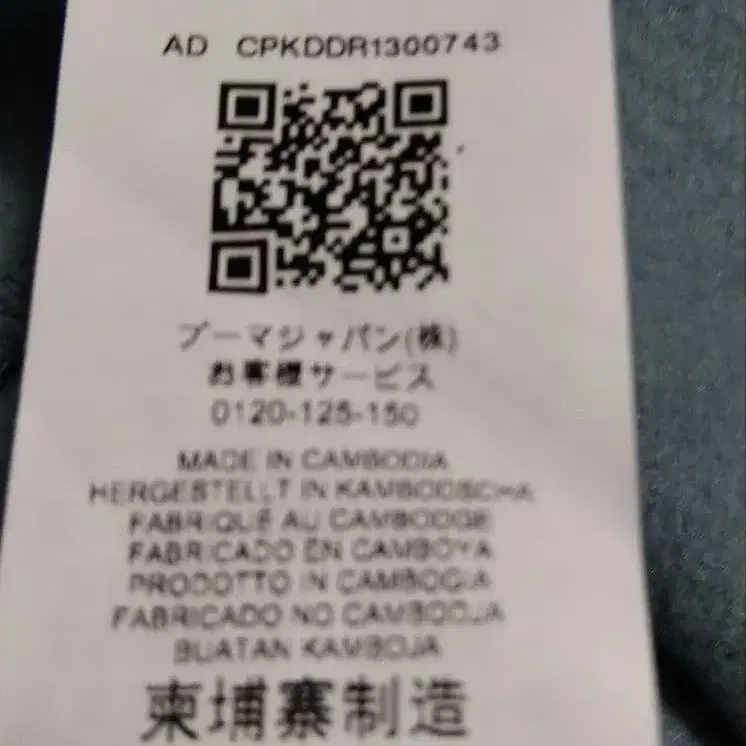 AD CPKDDR1300743
プーマジャパン(株)
お客様サービス
0120-125-150
MADE IN CAMBODIA
HERGESTELLT IN KAMBODSCHA
FABRIQUÉ AU CAMBODGE
FABRICADO EN CAMBOYA
PRODOTTO IN CAMBOGIA
FABRICADO NO CAMBODJA
BUATAN KAMBOJA
柬埔寨制造